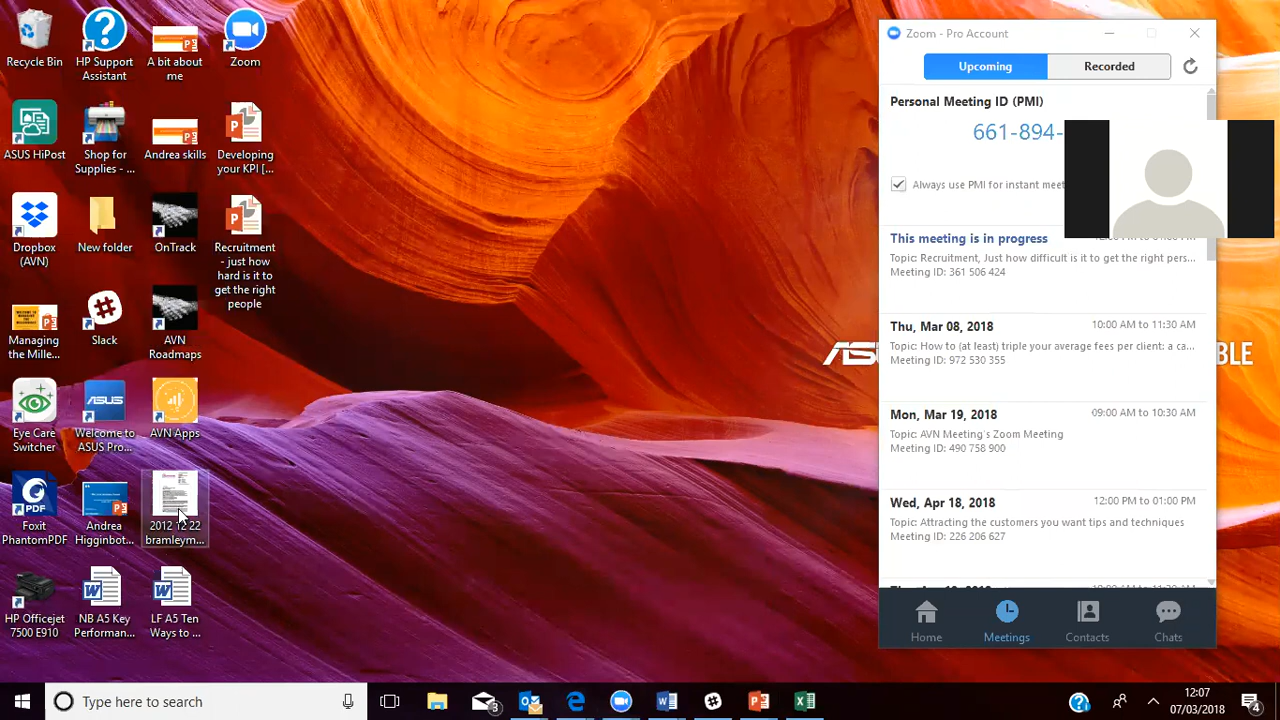 Recycle Bin
HP Support
Assistant
A bit about
me
Zoom
ASUS HiPost
Shop for
Supplies - ...
Andrea skills
Developing
your KPI [...
Dropbox
(AVN)
New folder
OnTrack
Recruitment
- just how
hard is it to
get the right
people
Managing
the Mille...
Slack
AVN
Roadmaps
Eye Care
Switcher
Welcome to
ASUS Pro...
AVN Apps
PDF
Foxit
PhantomPDF
Andrea
Higginbot...
2012 12 22
bramleym...
HP Officejet
7500 E910
NB A5 Key
Performan...
LF A5 Ten
Ways to ...
Zoom - Pro Account
Upcoming
Recorded
Personal Meeting ID (PMI)
661-894-
Always use PMI for instant meet
This meeting is in progress
Topic: Recruitment, Just how difficult is it to get the right pers...
Meeting ID: 361 506 424
Thu, Mar 08, 2018
10:00 AM to 11:30 AM
Topic: How to (at least) triple your average fees per client: a ca...
Meeting ID: 972 530 355
Mon, Mar 19, 2018
09:00 AM to 10:30 AM
Topic: AVN Meeting's Zoom Meeting
Meeting ID: 490 758 900
Wed, Apr 18, 2018
12:00 PM to 01:00 PM
Topic: Attracting the customers you want tips and techniques
Meeting ID: 226 206 627
Home
Meetings
Contacts
Chats
Type here to search
3
12:07
07/03/2018
4